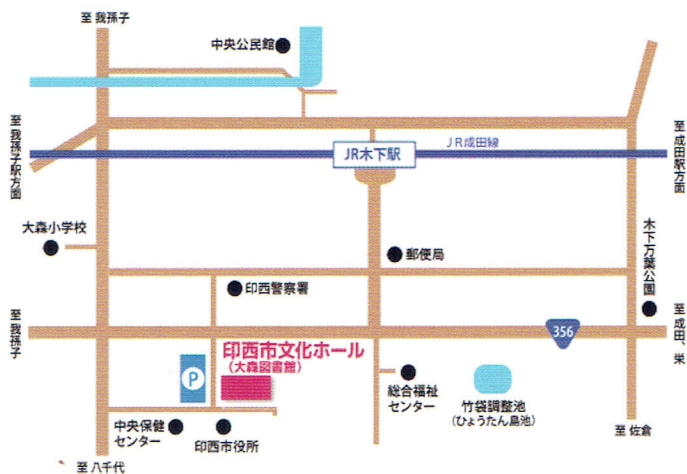 至 我孫子
中央公民館
至 我孫子駅方面
JR木下駅
JR成田線
至 成田駅方面
大森小学校
郵便局
木下万葉公園
印西警察署
至 我孫子
356
至 成田、栄
印西市文化ホール
(大森図書館)
P
総合福祉
センター
竹袋調整池
(ひょうたん島池)
中央保健
センター
印西市役所
至 佐倉
至 八千代